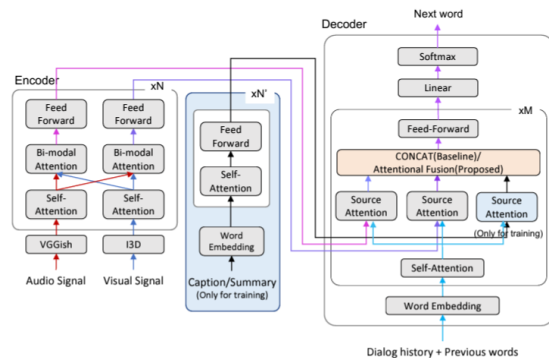 Next word
Decoder
Softmax
Linear
xM
Feed-Forward
CONCAT(Baseline)/
Attentional Fusion(Proposed)
Source
Attention
Source
Attention
Source
Attention
(Only for training)
Self-Attention
Word Embedding
Dialog history + Previous words
Encoder
xN
Feed
Forward
Feed
Forward
Bi-modal
Attention
Bi-modal
Attention
Self-
Attention
Self-
Attention
VGGish
I3D
Audio Signal
Visual Signal
xN'
Feed
Forward
Self-
Attention
Word
Embedding
Caption/Summary
(Only for training)